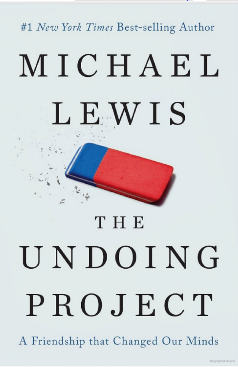 #1 New York Times Best-selling Author
MICHAEL
LEWIS
THE
UNDOING
PROJECT
A Friendship that Changed Our Minds